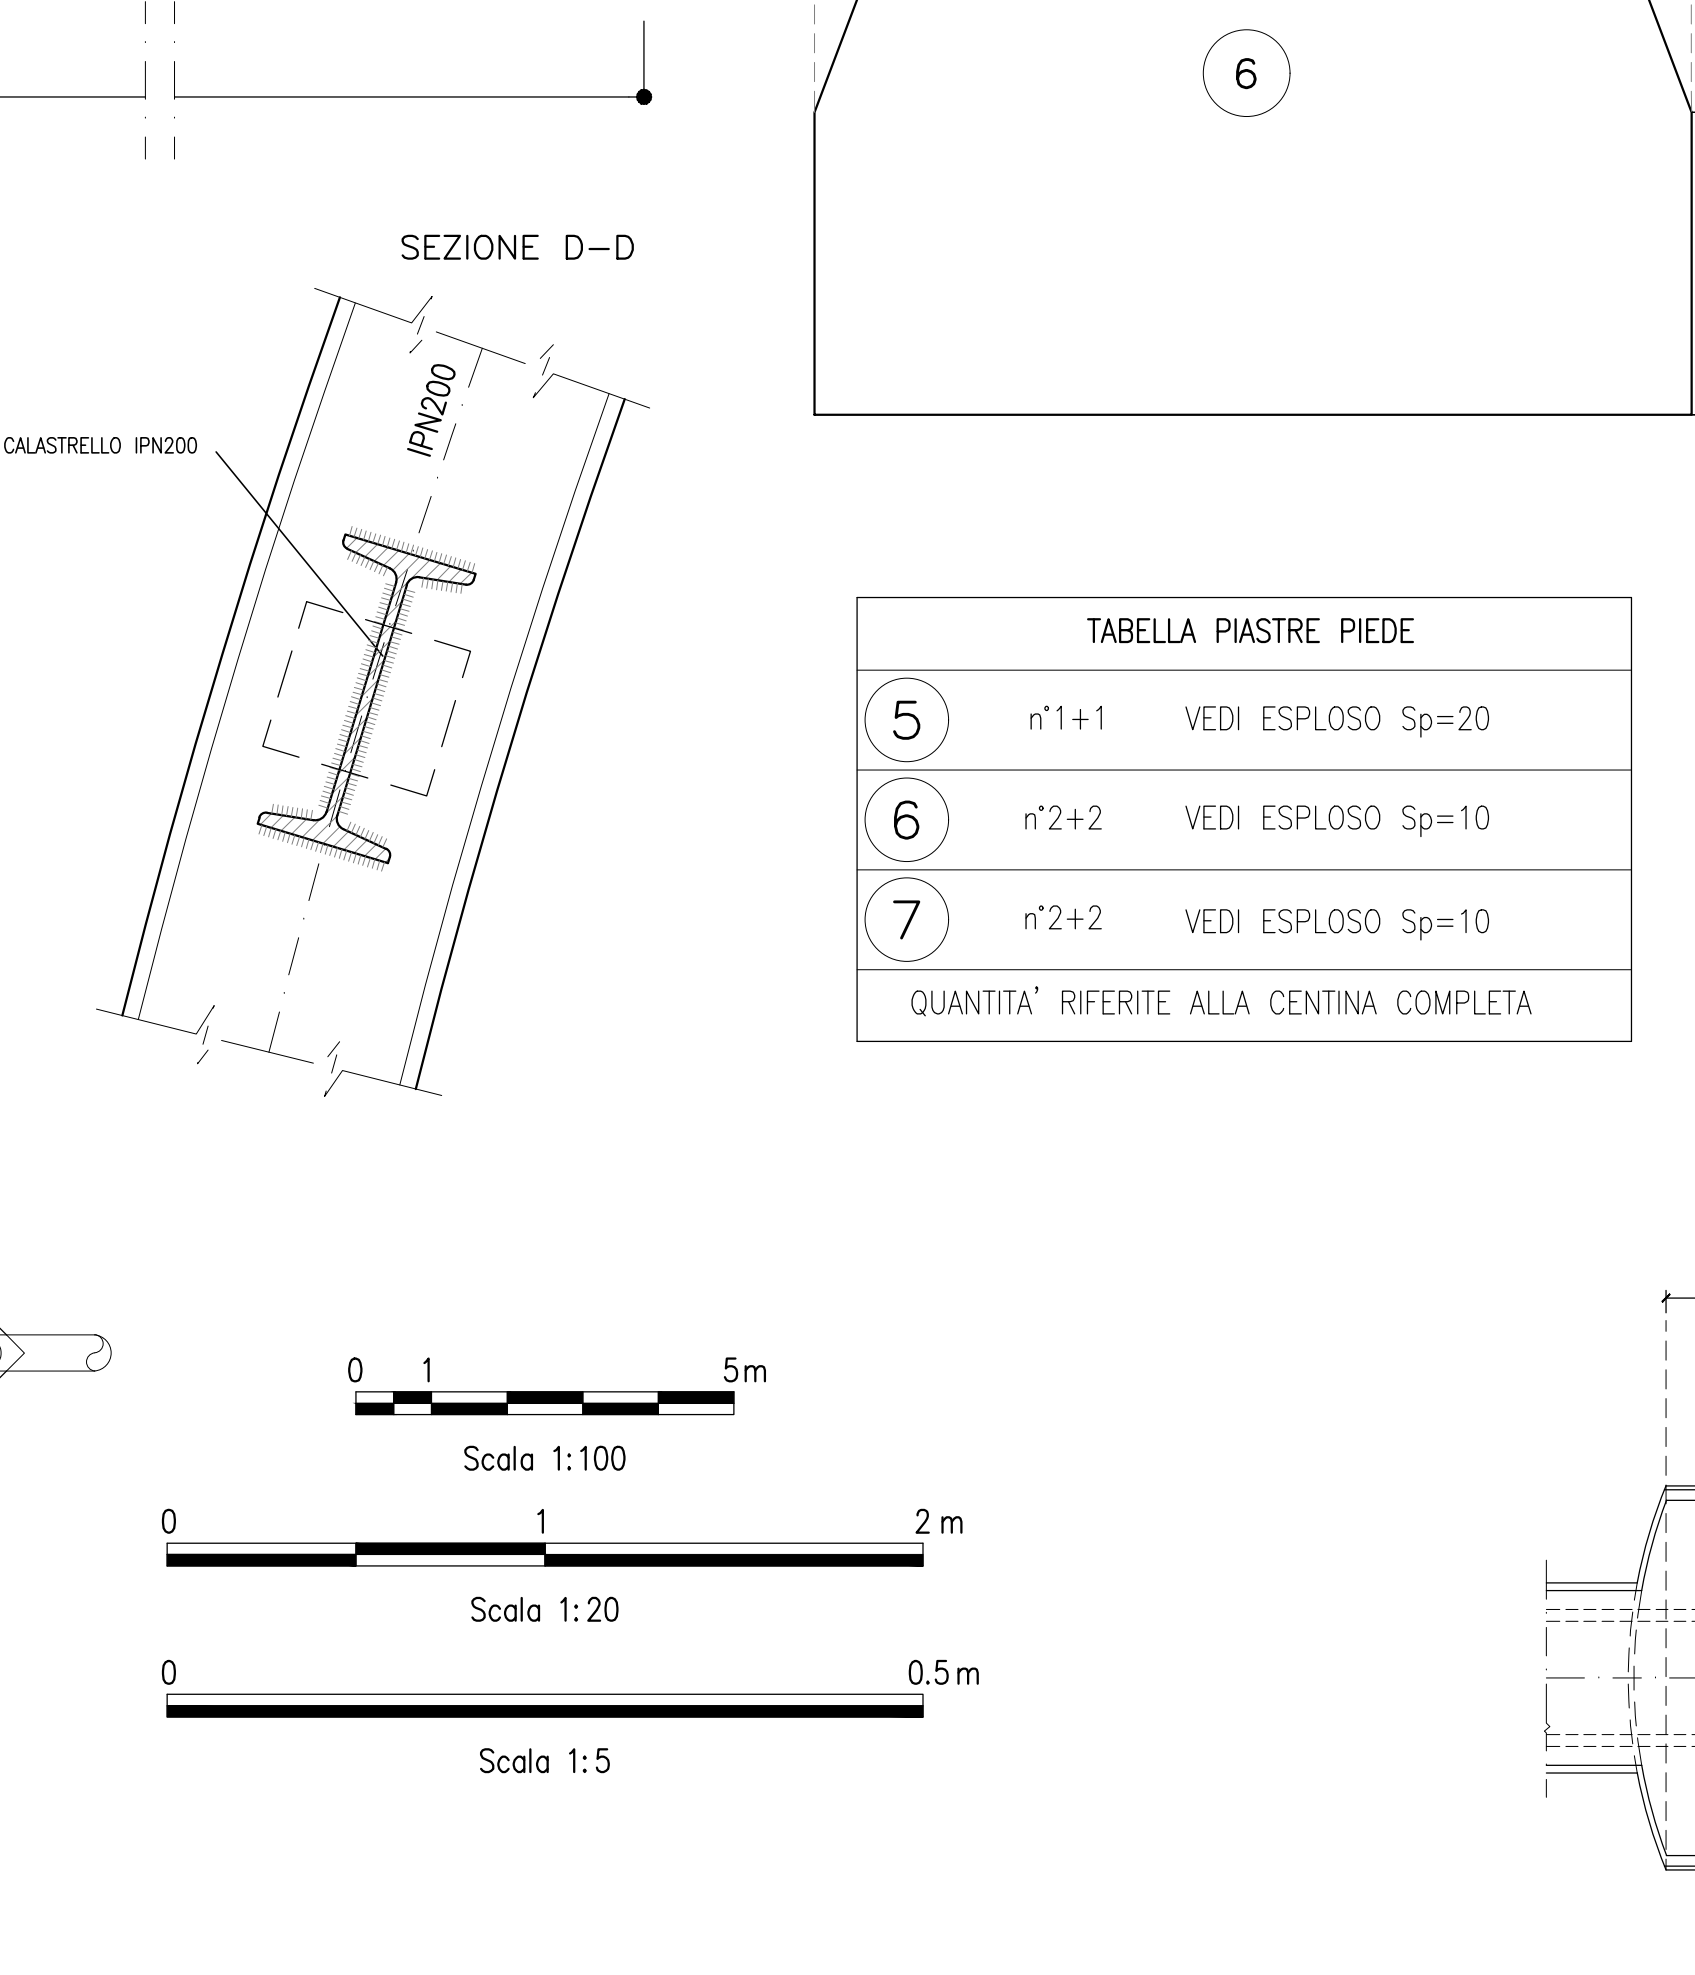 6
SEZIONE D-D
IPN200
CALASTRELLO IPN200
TABELLA PIASTRE PIEDE
5 n°1+1 VEDI ESPLOSO Sp=20
6 n°2+2 VEDI ESPLOSO Sp=10
7 n°2+2 VEDI ESPLOSO Sp=10
QUANTITA' RIFERITE ALLA CENTINA COMPLETA
0 1 5m
Scala 1:100
0 1 2 m
Scala 1:20
0 0.5m
Scala 1:5